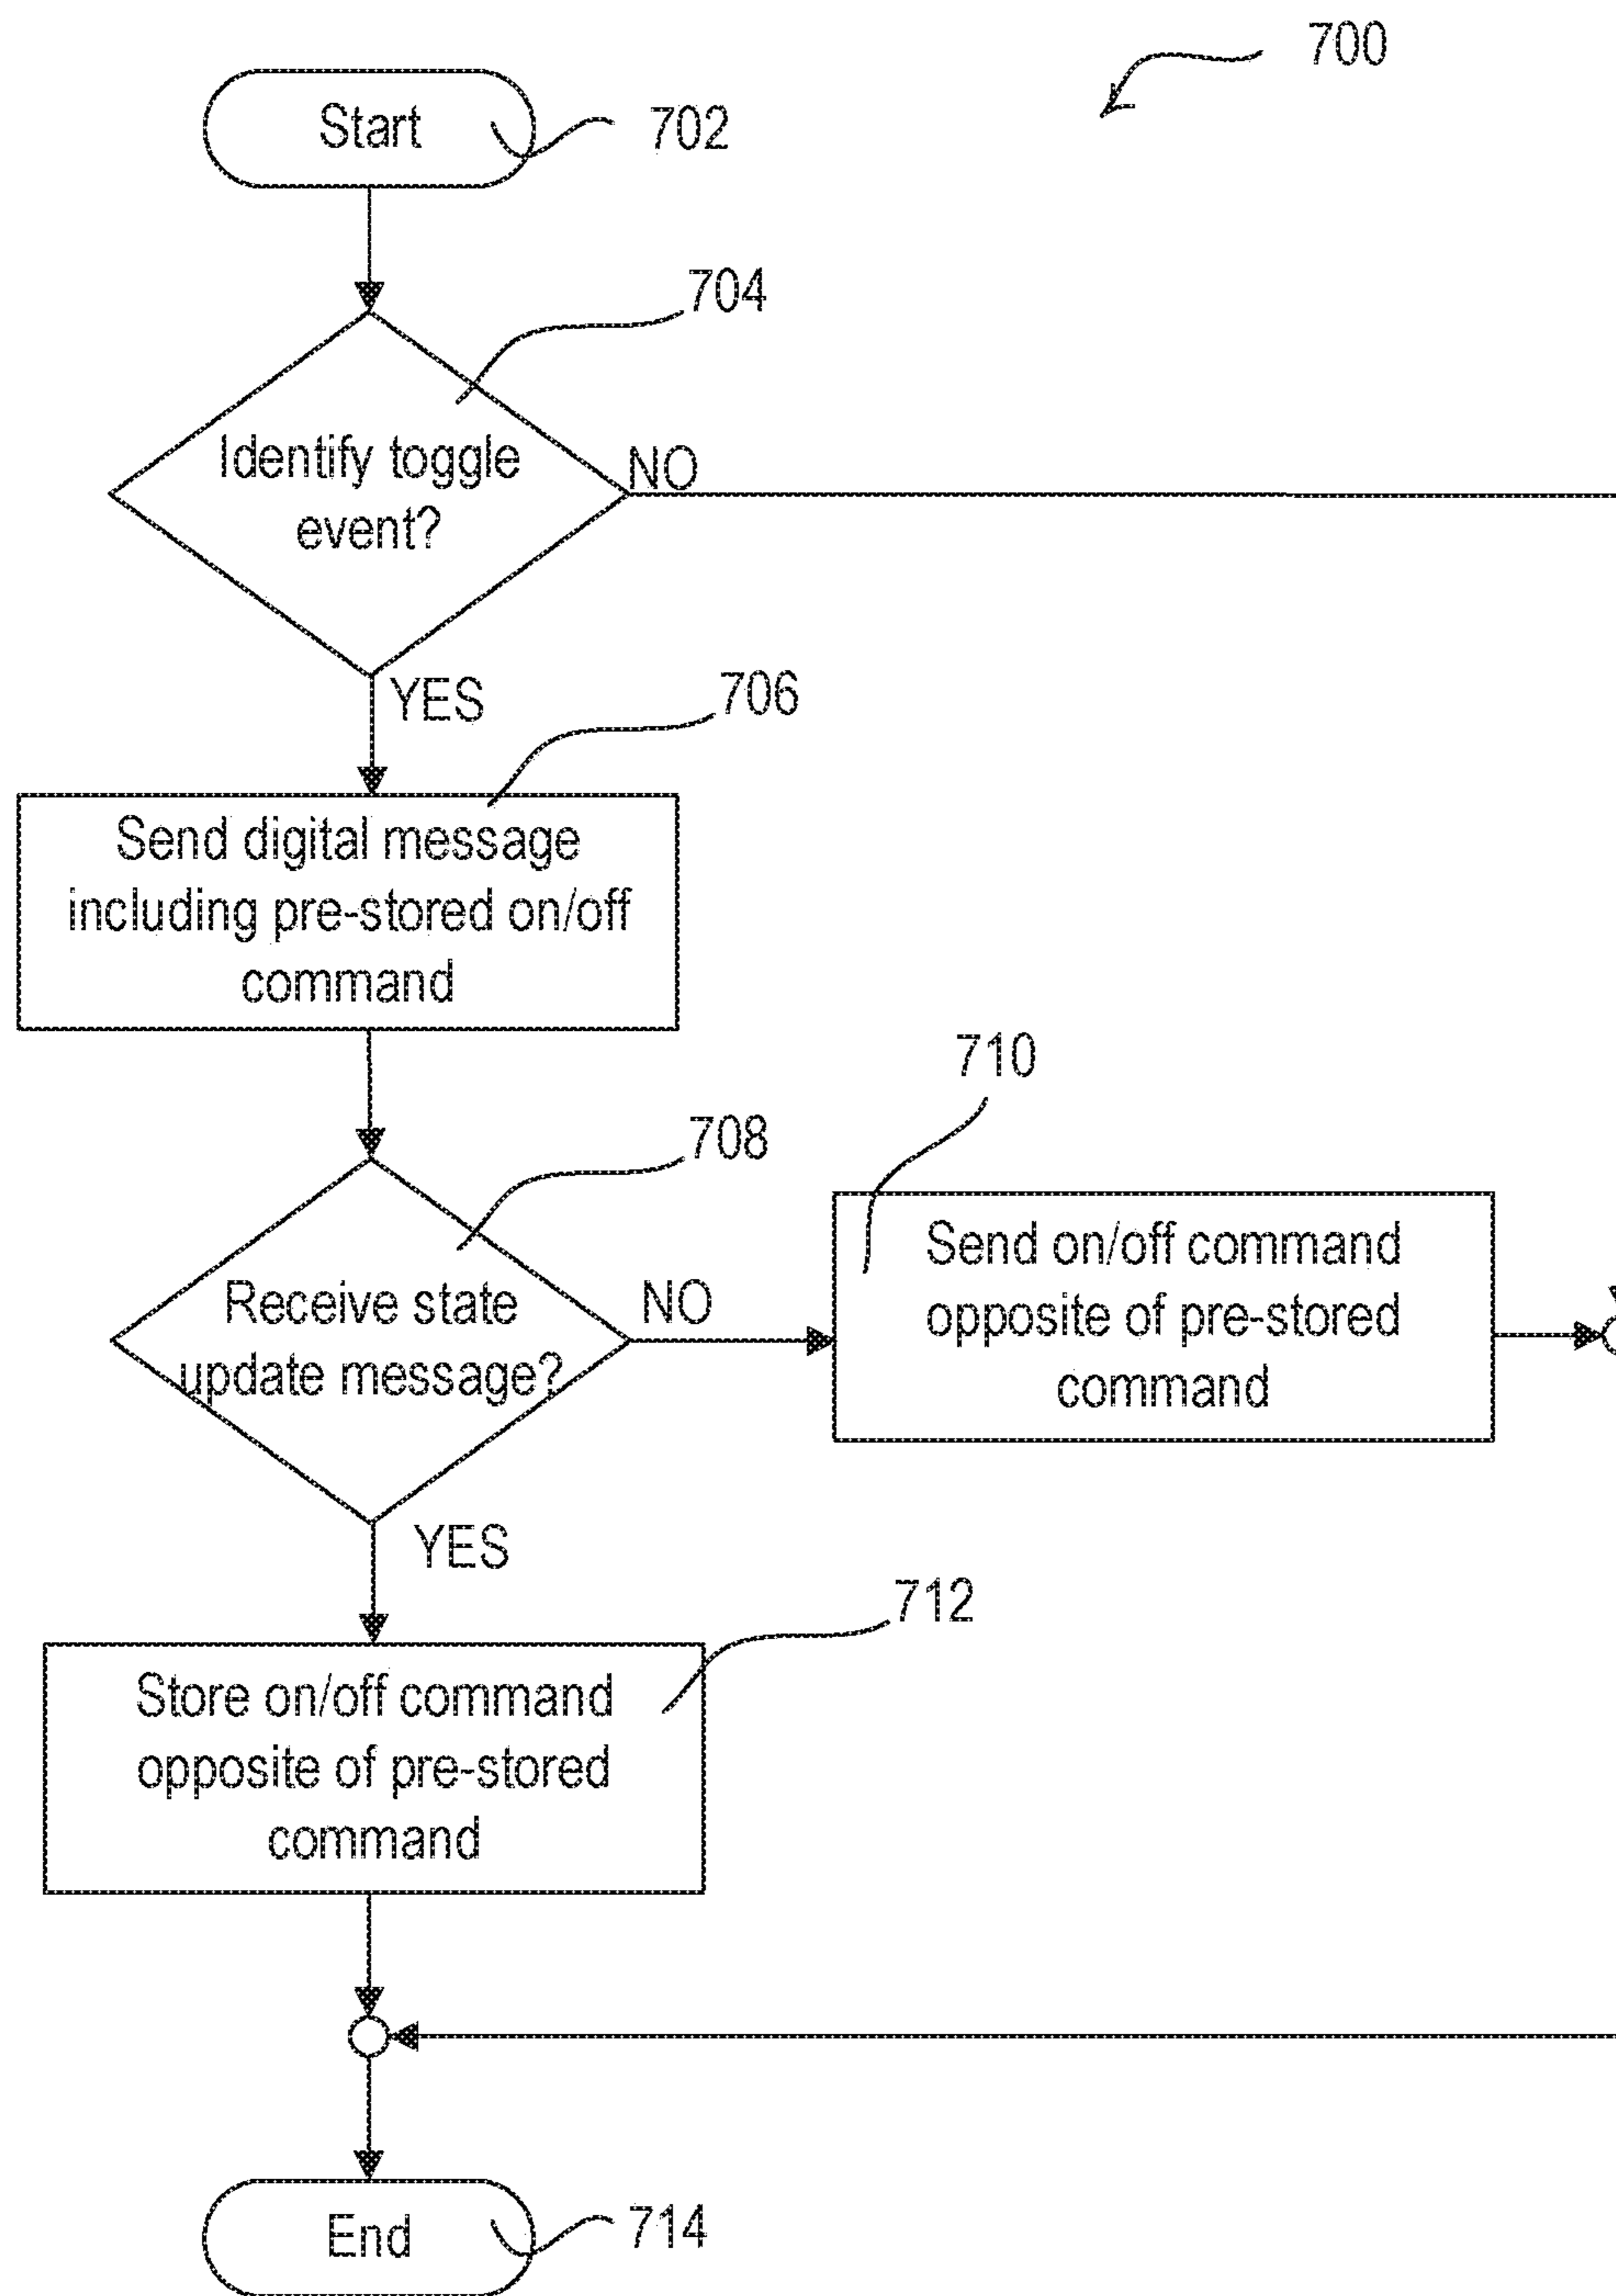 700
Start
702
704
Identify toggle
event?
NO
YES
706
Send digital message
including pre-stored on/off
command
708
Receive state
update message?
NO
710
Send on/off command
opposite of pre-stored
command
YES
712
Store on/off command
opposite of pre-stored
command
End
714